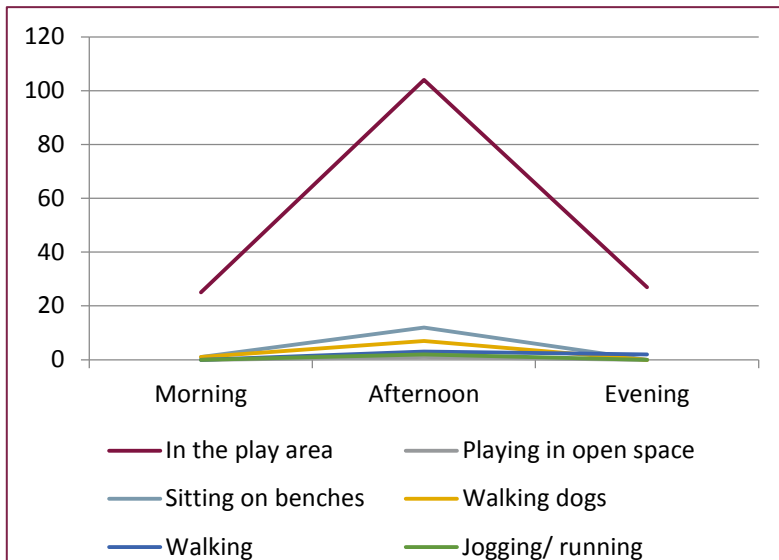 120
100
80
60
40
20
0
Morning Afternoon Evening
In the play area Playing in open space
Sitting on benches Walking dogs
Walking Jogging/ running